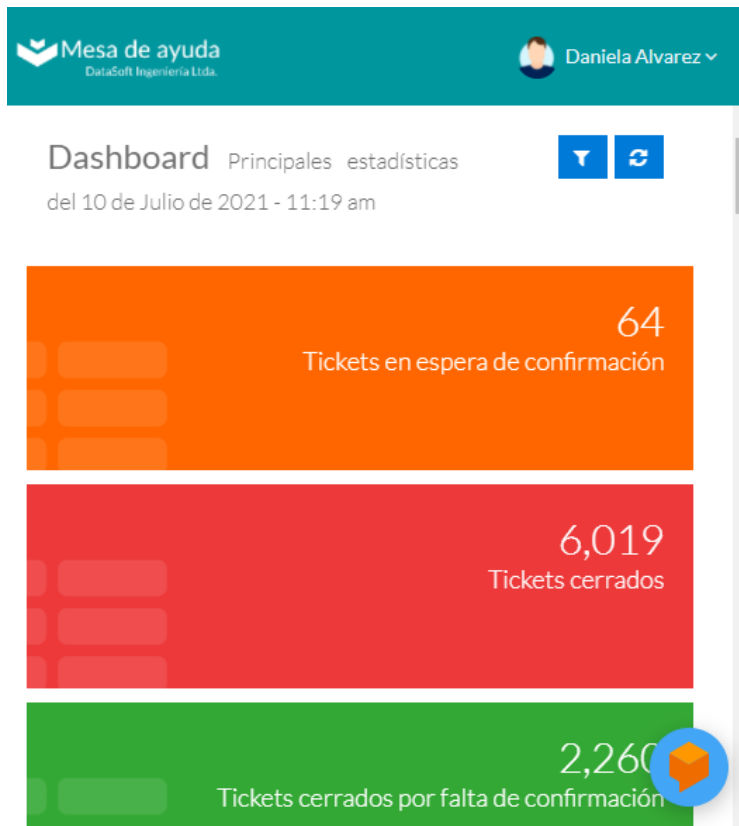 Mesa de ayuda
DataSoft Ingeniería Ltda.
Daniela Alvarez
Dashboard Principales estadísticas
del 10 de Julio de 2021 - 11:19 am
64
Tickets en espera de confirmación
6,019
Tickets cerrados
2,260
Tickets cerrados por falta de confirmación